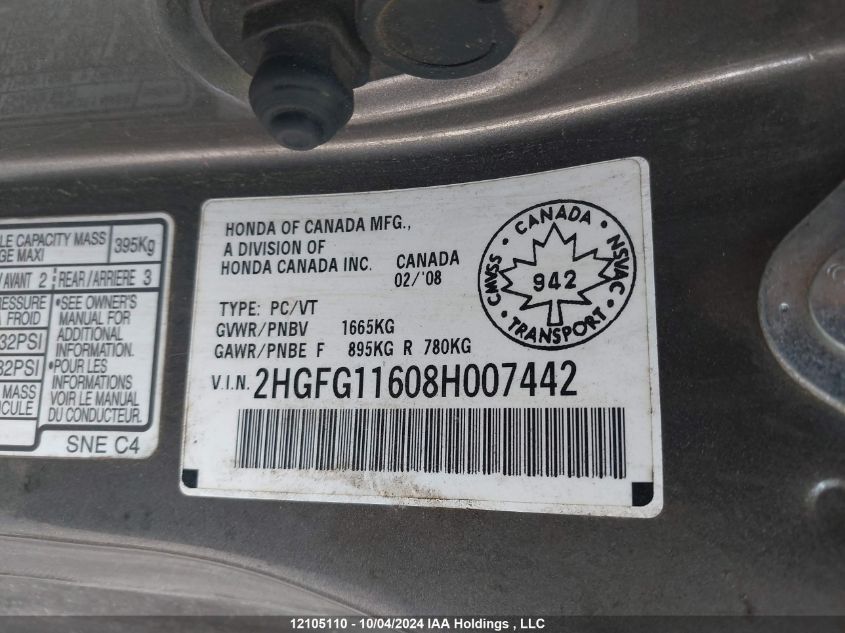 LE CAPACITY MASS
GE MAXI
395Kg
/AVANT 2
REAR/ARRIERE 3
RESSURE
A FROID
32PSI
32PSI
MASS
ICULE
•SEE OWNER'S
MANUAL FOR
ADDITIONAL
INFORMATION
•POUR LES
INFORMATIONS
VOIR LE MANUAL
DU CONDUCTEUR.
SNE C4
HONDA OF CANADA MFG.,
A DIVISION OF
HONDA CANADA INC. CANADA
02/'08
TYPE: PC/VT
GVWR/PNBV 1665KG
GAWR/PNBE F 895KG R 780KG
V.I.N. 2HGFG11608H007442
CMVSS • CANADA • NSVAC
942
• TRANSPORT •
12105110 - 10/04/2024 IAA Holdings , LLC